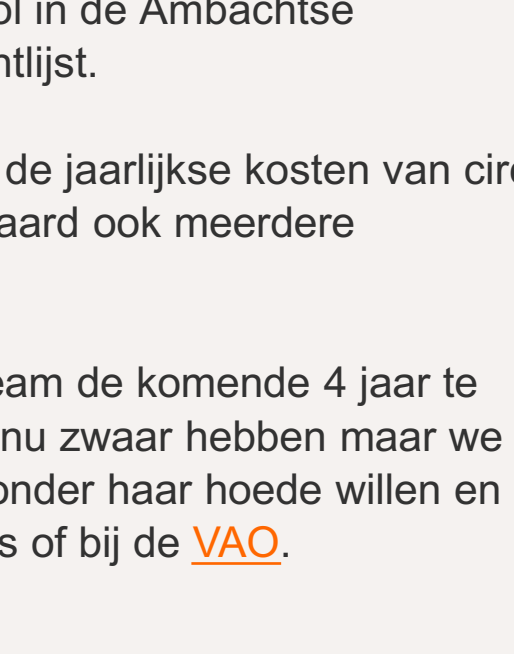 ol in de Ambachtse
ntlijst.
de jaarlijkse kosten van circ
aard ook meerdere
eam de komende 4 jaar te
nu zwaar hebben maar we
onder haar hoede willen en
s of bij de VAO.